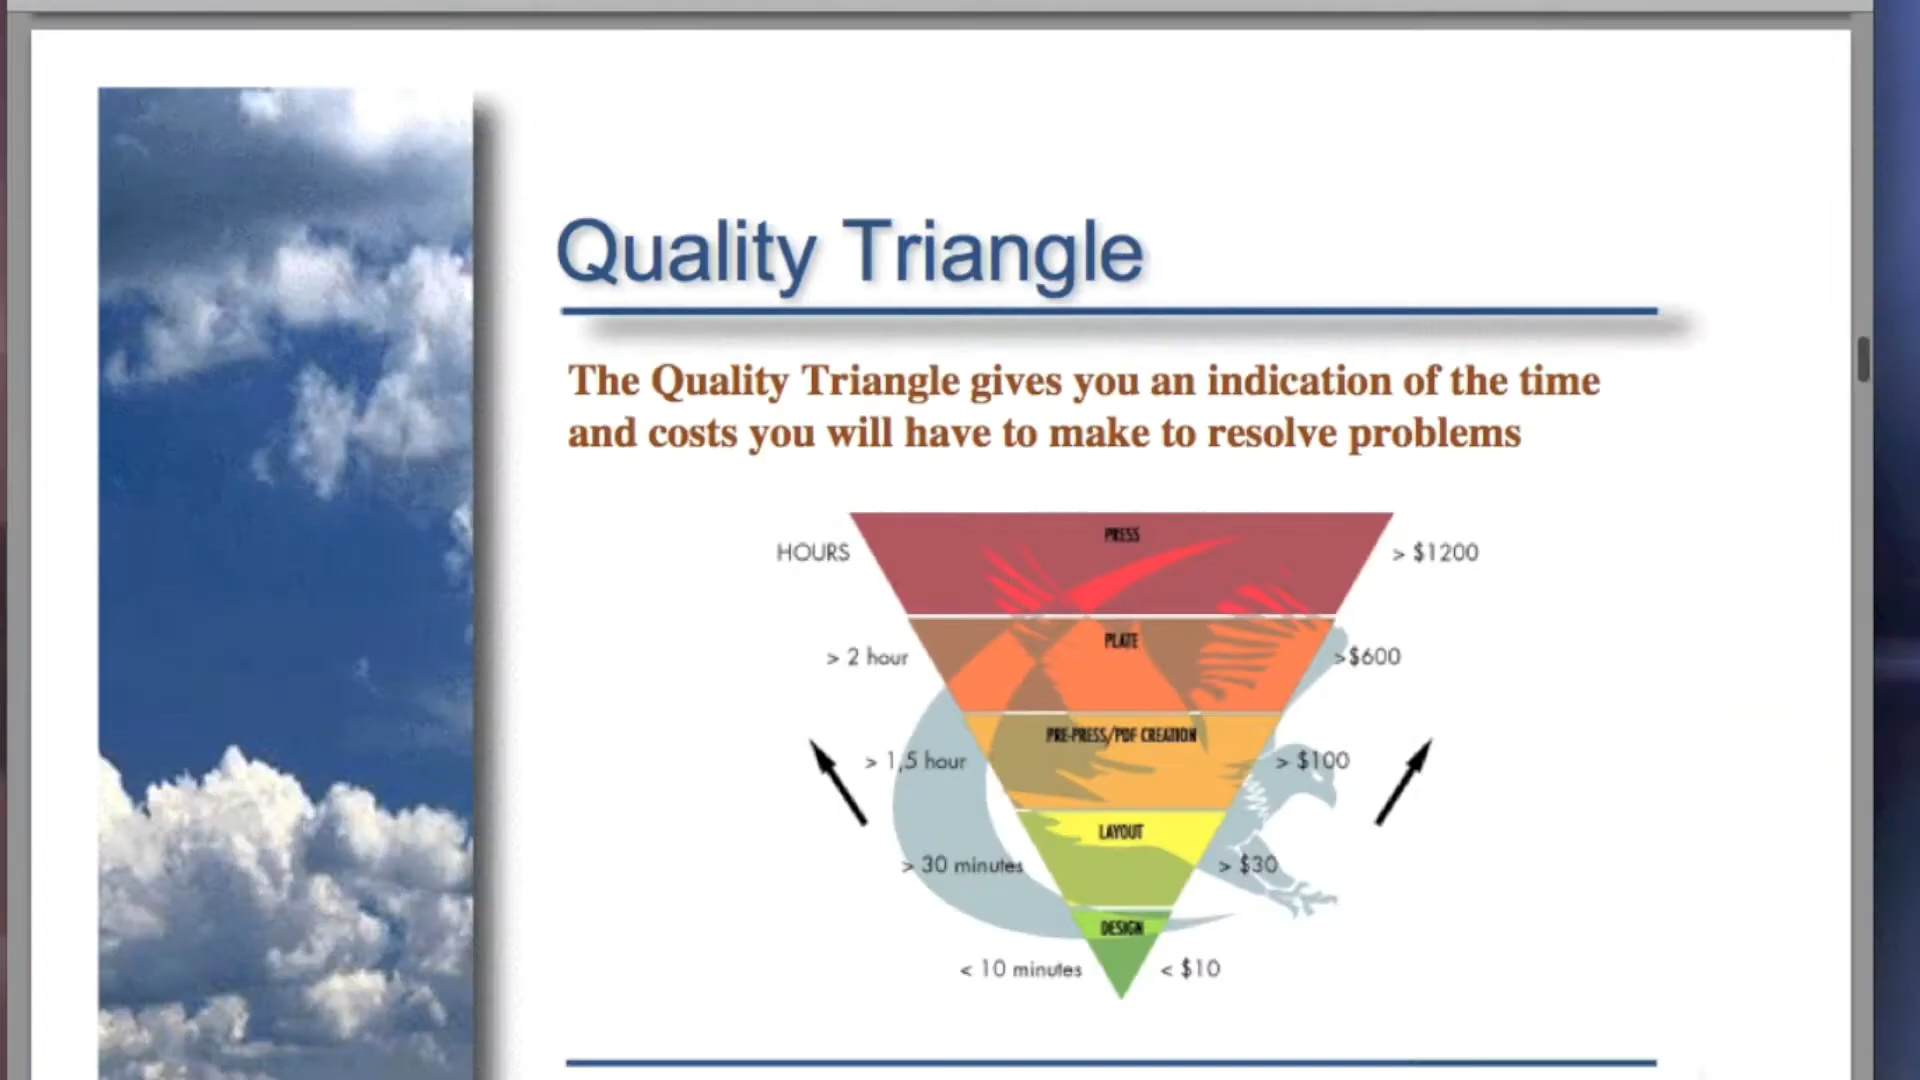 Quality Triangle
The Quality Triangle gives you an indication of the time
and costs you will have to make to resolve problems
PRESS
HOURS
> $1200
PLATE
> 2 hour
>$600
PRE-PRESS/PDF CREATION
> 1,5 hour
> $100
LAYOUT
> 30 minutes
> $30
DESIGN
< 10 minutes
< $10